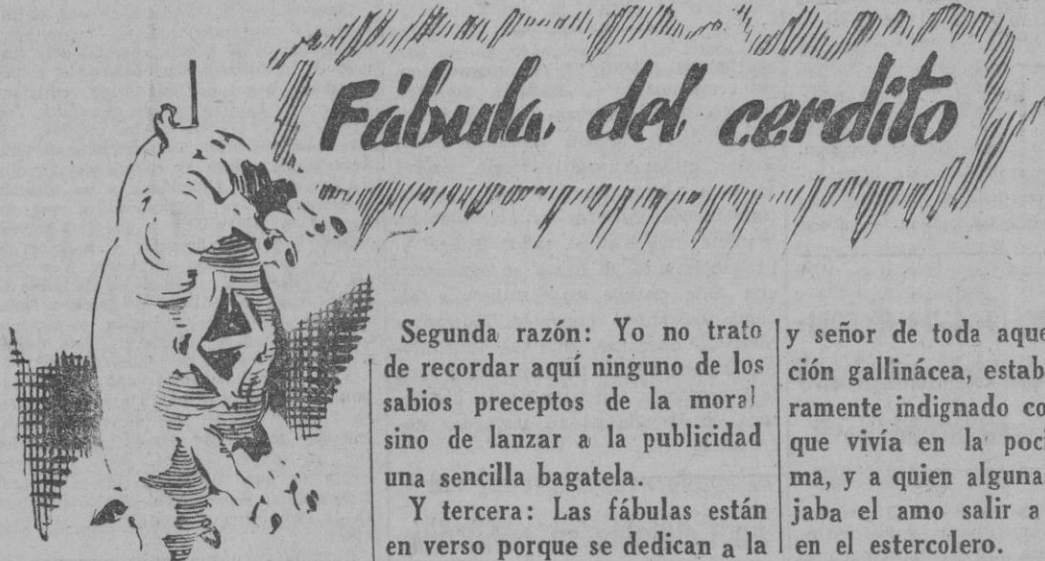 Fábula del cerdito
Segunda razón: Yo no trato
de recordar aquí ninguno de los
sabios preceptos de la moral
sino de lanzar a la publicidad
una sencilla bagatela.
Y tercera: Las fábulas están
en verso porque se dedican a la
y señor de toda aque
ción gallinácea, estab
ramente indignado co
que vivía en la poci
ma, y a quien alguna
jaba el amo salir a
en el estercolero.